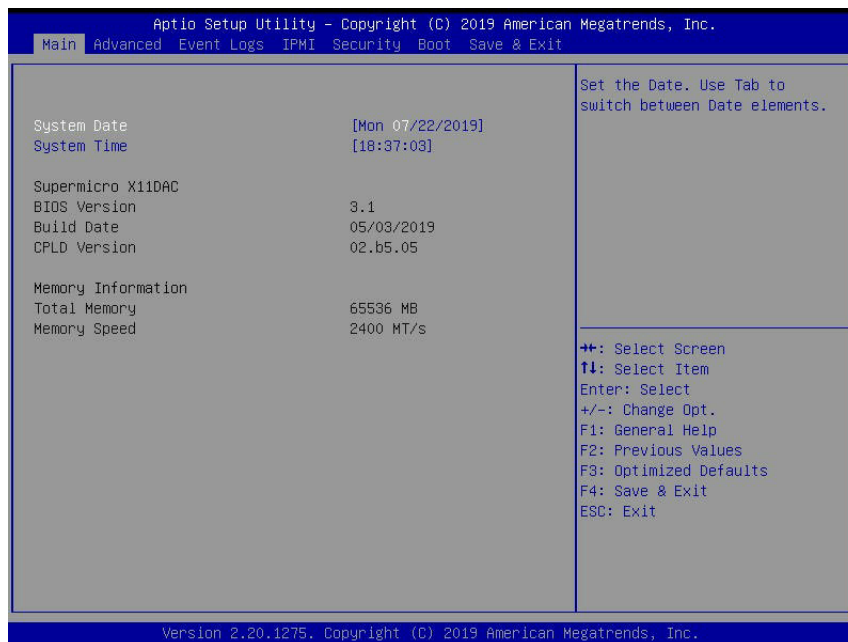 Aptio Setup Utility – Copyright (C) 2019 American Megatrends, Inc.
Main Advanced Event Logs IPMI Security Boot Save & Exit
System Date [Mon 07/22/2019]
System Time [18:37:03]
Supermicro X11DAC
BIOS Version 3.1
Build Date 05/03/2019
CPLD Version 02.b5.05
Memory Information
Total Memory 65536 MB
Memory Speed 2400 MT/s
Set the Date. Use Tab to
switch between Date elements.
→←: Select Screen
↑↓: Select Item
Enter: Select
+/-: Change Opt.
F1: General Help
F2: Previous Values
F3: Optimized Defaults
F4: Save & Exit
ESC: Exit
Version 2.20.1275. Copyright (C) 2019 American Megatrends, Inc.